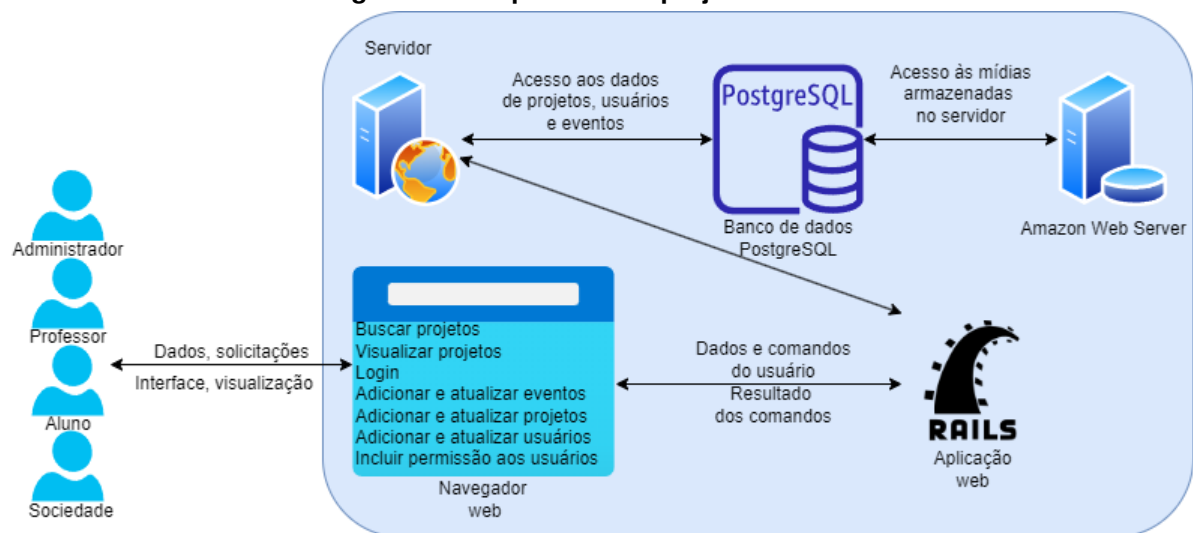 Servidor
Acesso aos dados
de projetos, usuários
e eventos
PostgreSQL
Acesso às mídias
armazenadas
no servidor
Banco de dados
PostgreSQL
Amazon Web Server
Administrador
Professor
Aluno
Sociedade
Dados, solicitações
Interface, visualização
Buscar projetos
Visualizar projetos
Login
Adicionar e atualizar eventos
Adicionar e atualizar projetos
Adicionar e atualizar usuários
Incluir permissão aos usuários
Navegador
web
Dados e comandos
do usuário
Resultado
dos comandos
RAILS
Aplicação
web